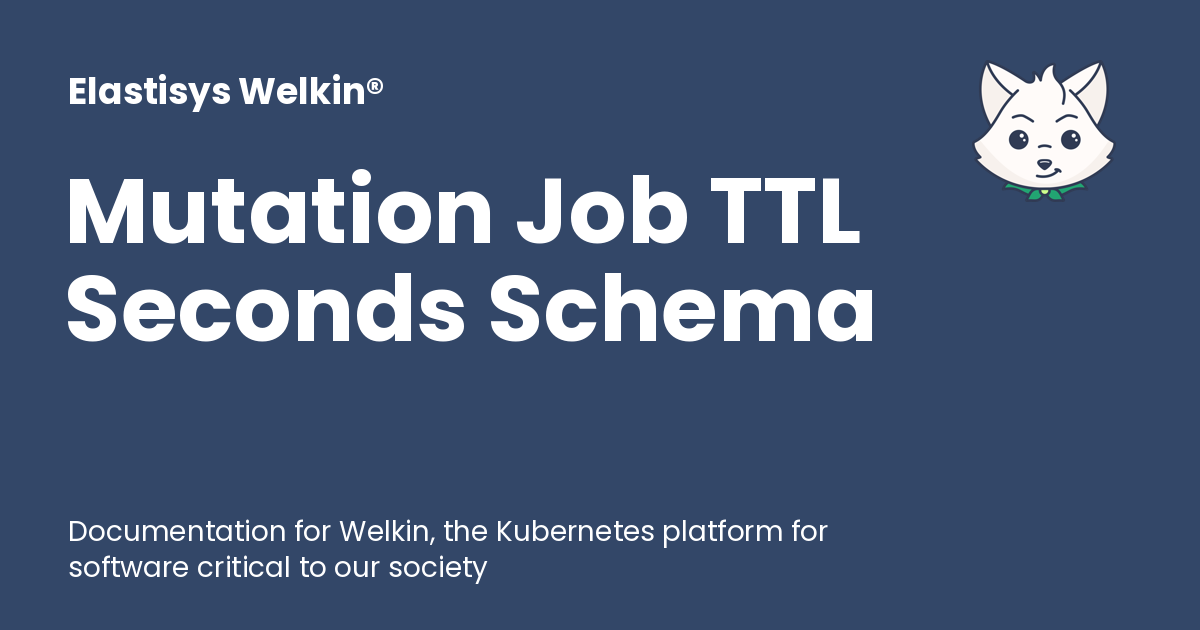 Elastisys Welkin®
Mutation Job TTL
Seconds Schema
Documentation for Welkin, the Kubernetes platform for
software critical to our society